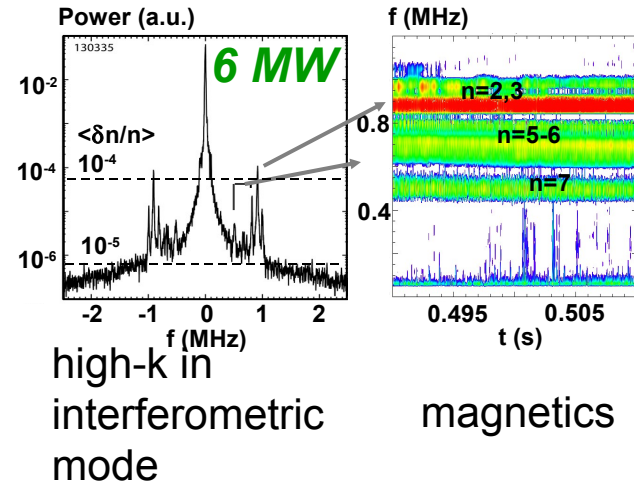 Power (a.u.)
130335
6 MW
10⁻²
<δn/n>
10⁻⁴
10⁻⁴
10⁻⁵
10⁻⁶
-2 -1 0 1 2
f (MHz)
high-k in
interferometric
mode
f (MHz)
n=2,3
0.8
n=5-6
n=7
0.4
0.495 0.505
t (s)
magnetics